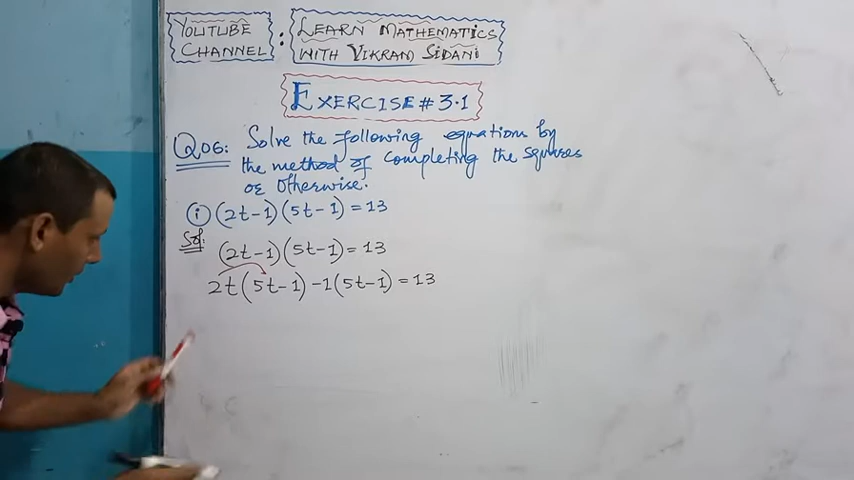 YOUTUBE CHANNEL : LEARN MATHEMATICS WITH VIKRAM SIDANI
EXERCISE # 3.1
Q06: Solve the following equations by
the method of completing the squares
or otherwise.
i (2t-1)(5t-1)=13
Sol:
(2t-1)(5t-1)=13
2t(5t-1)-1(5t-1)=13